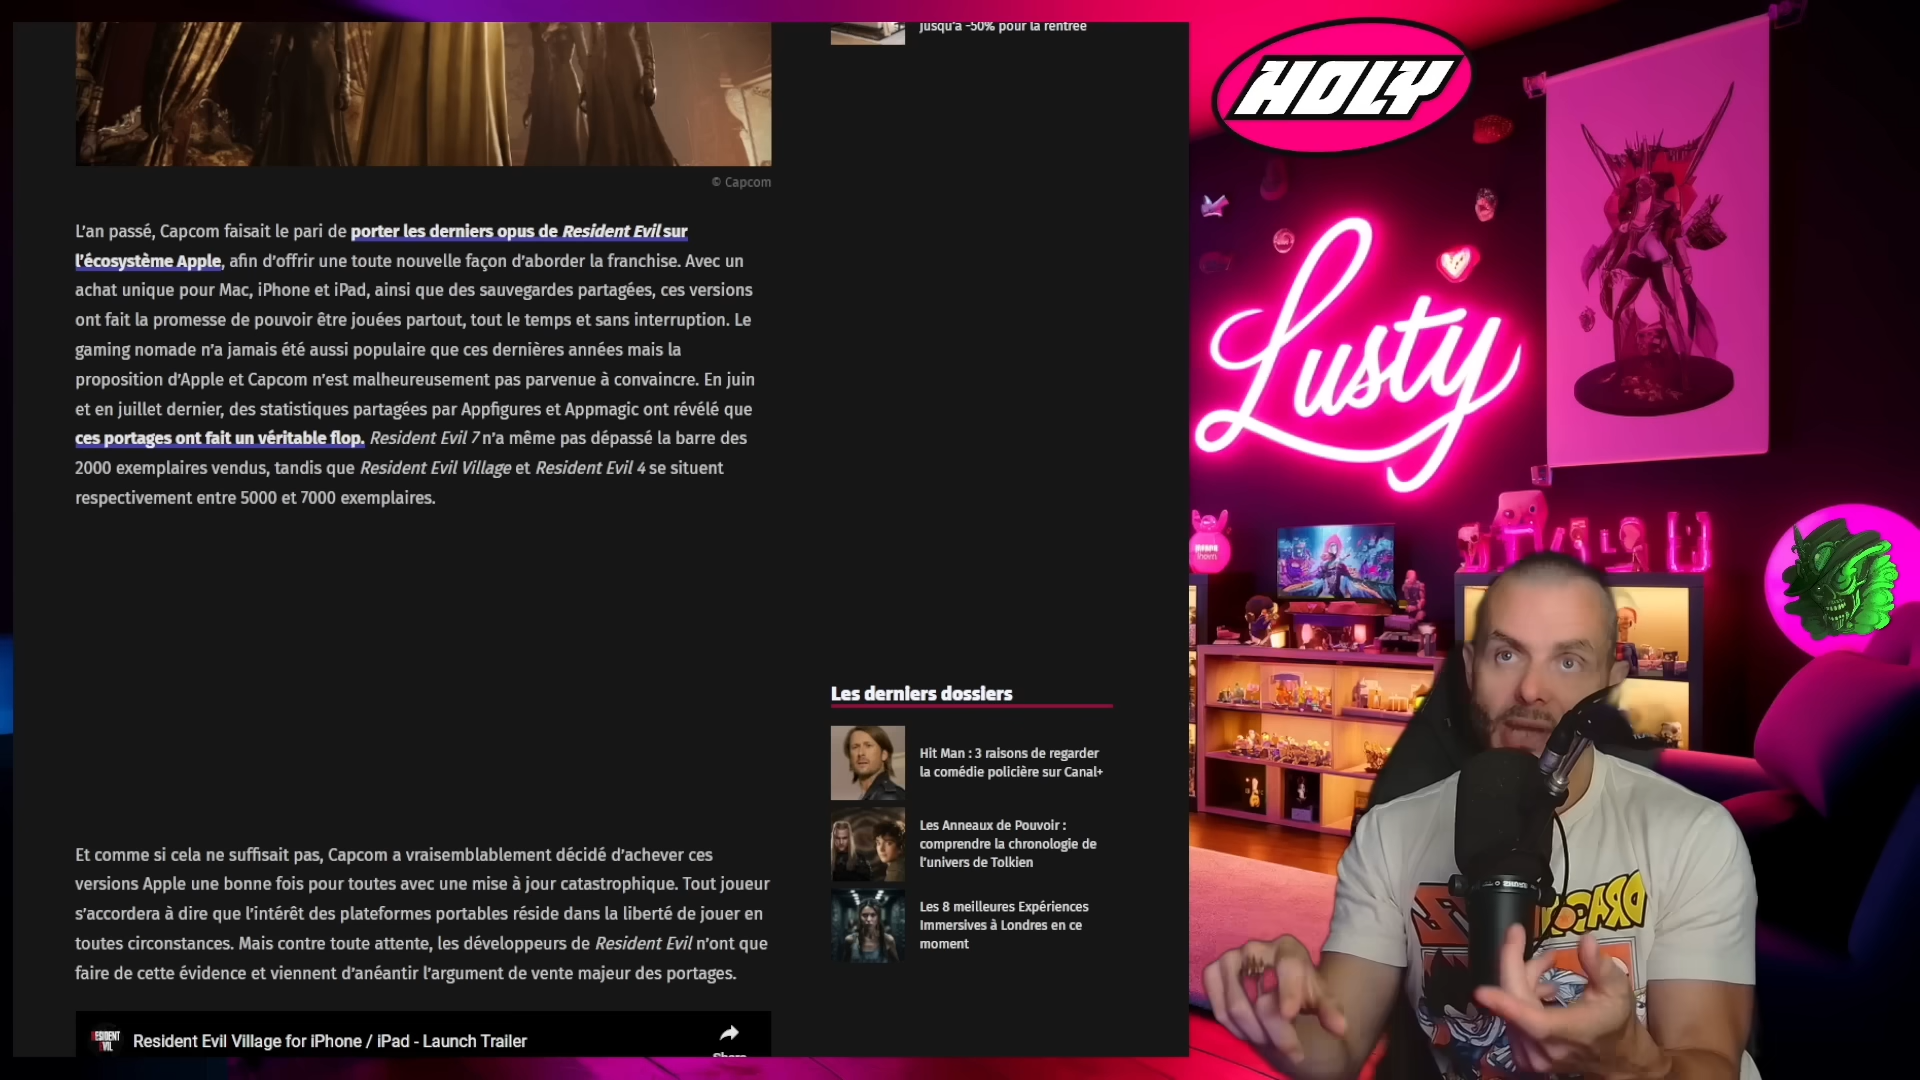 jusqu'à -50% pour la rentrée
HOLY
© Capcom
L'an passé, Capcom faisait le pari de porter les derniers opus de Resident Evil sur
l'écosystème Apple, afin d'offrir une toute nouvelle façon d'aborder la franchise. Avec un
achat unique pour Mac, iPhone et iPad, ainsi que des sauvegardes partagées, ces versions
ont fait la promesse de pouvoir être jouées partout, tout le temps et sans interruption. Le
gaming nomade n'a jamais été aussi populaire que ces dernières années mais la
proposition d'Apple et Capcom n'est malheureusement pas parvenue à convaincre. En juin
et en juillet dernier, des statistiques partagées par Appfigures et Appmagic ont révélé que
ces portages ont fait un véritable flop. Resident Evil 7 n'a même pas dépassé la barre des
2000 exemplaires vendus, tandis que Resident Evil Village et Resident Evil 4 se situent
respectivement entre 5000 et 7000 exemplaires.
Lusty
Les derniers dossiers
Hit Man : 3 raisons de regarder
la comédie policière sur Canal+
Les Anneaux de Pouvoir :
comprendre la chronologie de
l'univers de Tolkien
Les 8 meilleures Expériences
Immersives à Londres en ce
moment
Et comme si cela ne suffisait pas, Capcom a vraisemblablement décidé d'achever ces
versions Apple une bonne fois pour toutes avec une mise à jour catastrophique. Tout joueur
s'accordera à dire que l'intérêt des plateformes portables réside dans la liberté de jouer en
toutes circonstances. Mais contre toute attente, les développeurs de Resident Evil n'ont que
faire de cette évidence et viennent d'anéantir l'argument de vente majeur des portages.
RESIDENT EVIL
Resident Evil Village for iPhone / iPad - Launch Trailer
Share
DRAGO